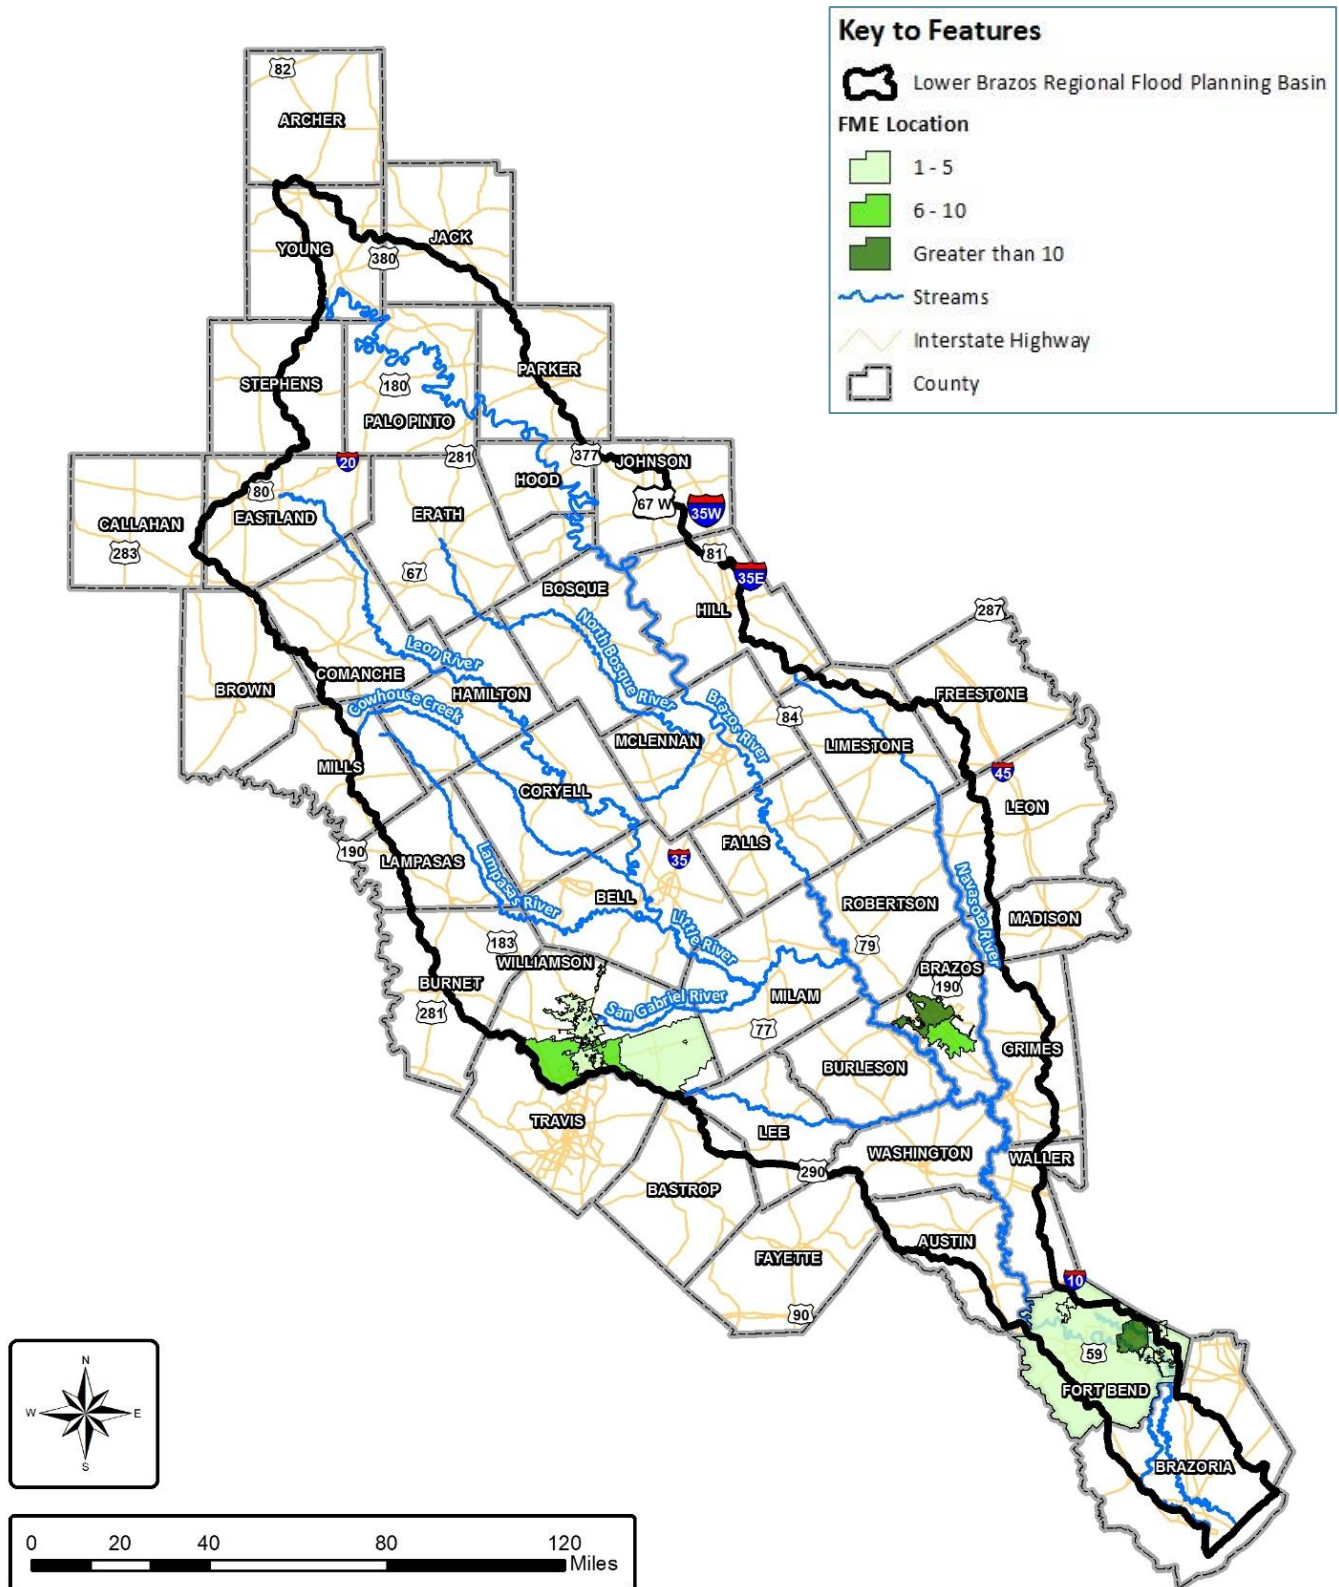 Key to Features
Lower Brazos Regional Flood Planning Basin
FME Location
1 - 5
6 - 10
Greater than 10
Streams
Interstate Highway
County
82
ARCHER
YOUNG
JACK
380
STEPHENS
180
PARKER
PALO PINTO
20
281
377
JOHNSON
80
HOOD
67 W
35W
CALLAHAN
EASTLAND
ERATH
283
67
81
35E
BOSQUE
HILL
287
North Bosque River
Leon River
COMANCHE
BROWN
HAMILTON
FREESTONE
Cowhouse Creek
Brazos River
84
MCLENNAN
LIMESTONE
MILLS
45
CORYELL
LEON
190
LAMPASAS
35
FALLS
Lampasas River
BELL
Navasota River
ROBERTSON
MADISON
Little River
183
79
WILLIAMSON
BRAZOS
BURNET
190
San Gabriel River
MILAM
281
77
GRIMES
BURLESON
TRAVIS
LEE
WASHINGTON
WALLER
290
BASTROP
AUSTIN
FAYETTE
10
90
59
FORT BEND
BRAZORIA
N
W
E
S
0 20 40 80 120
Miles